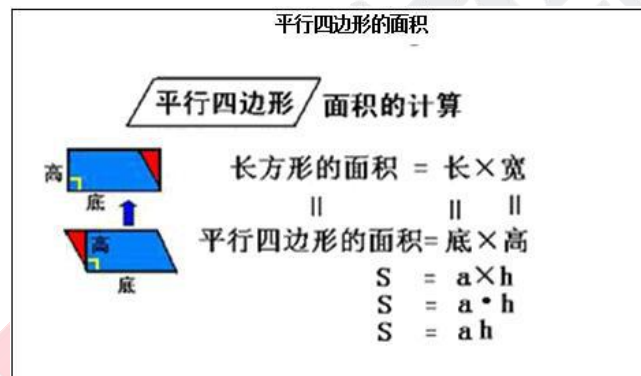 平行四边形的面积
平行四边形 面积的计算
高
底
长方形的面积 = 长×宽
|| || ||
高
底
平行四边形的面积=底×高
S = a×h
S = a•h
S = ah